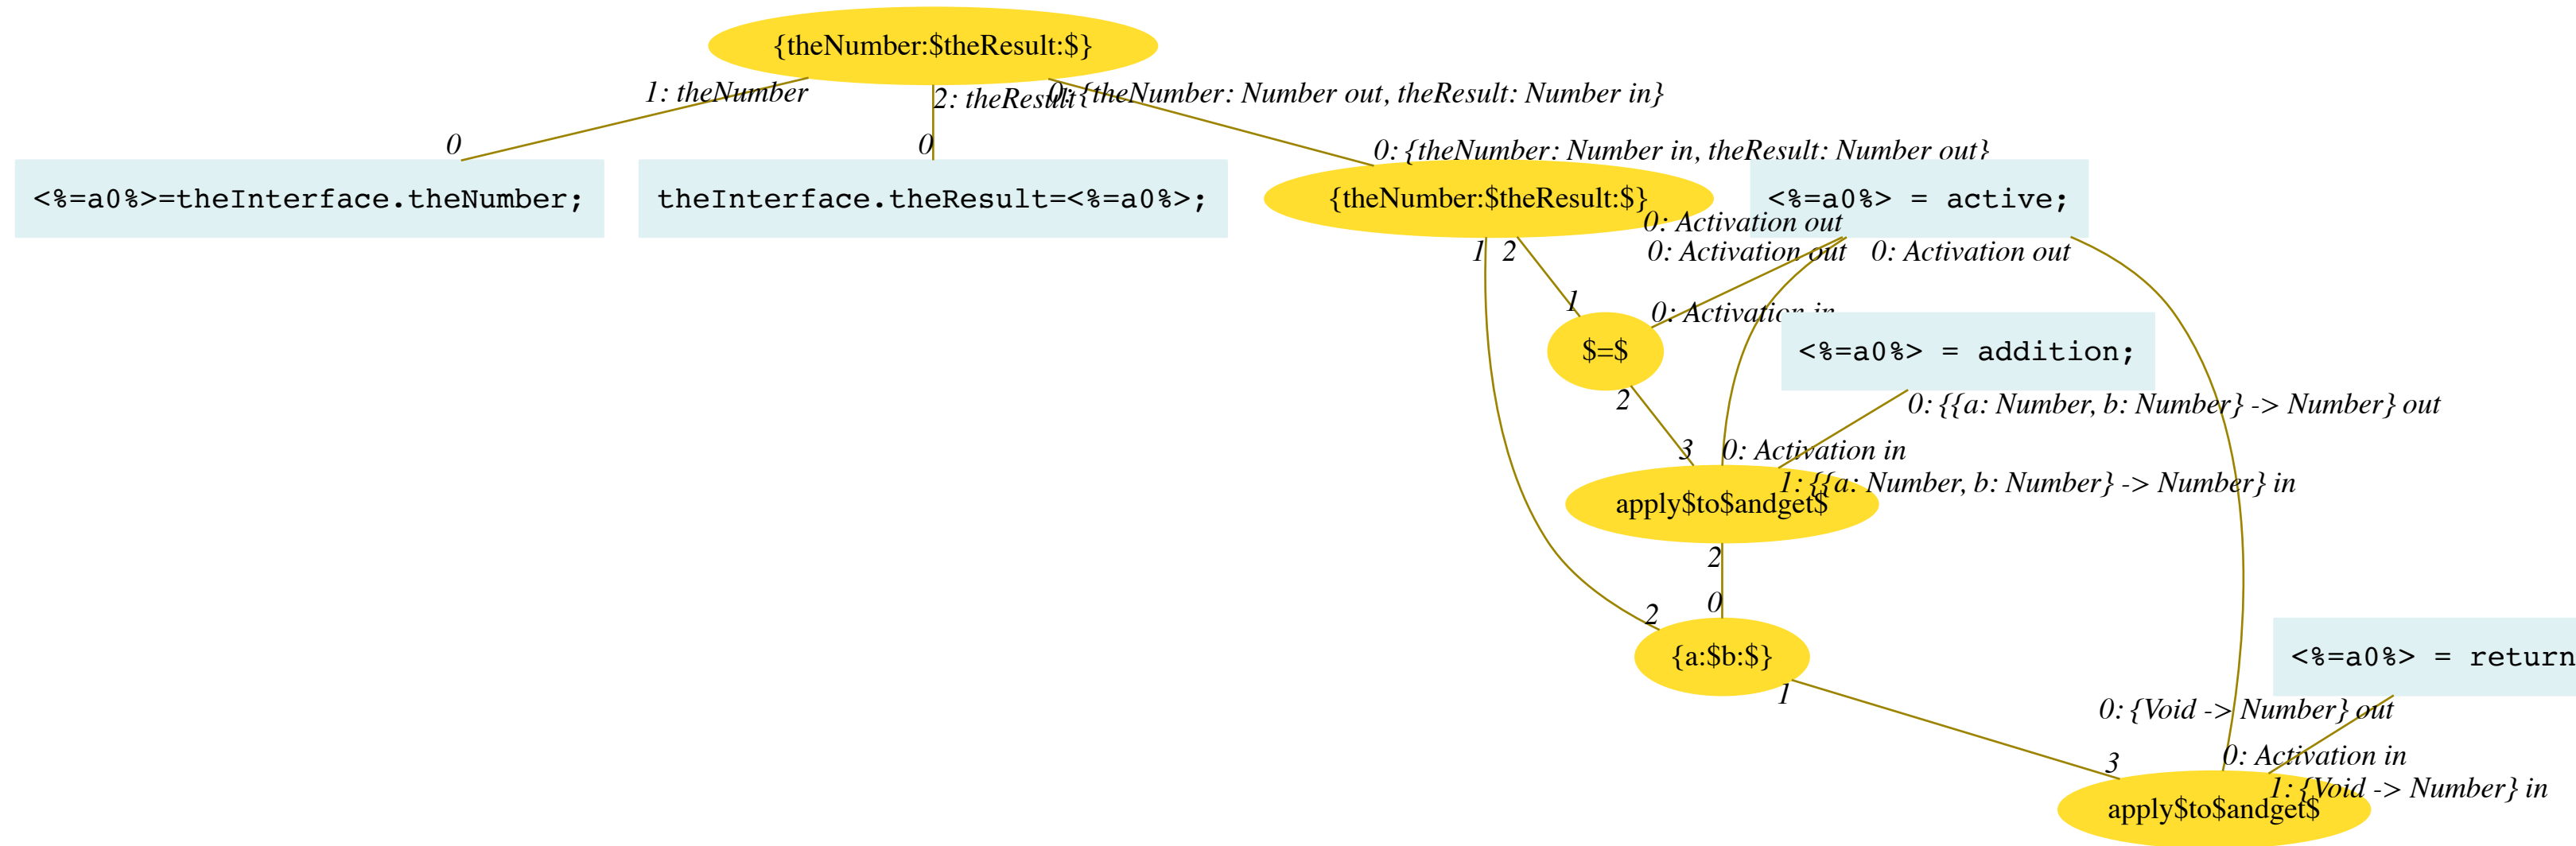 {theNumber:$theResult:$}
1: theNumber
2: theResult
0: {theNumber: Number out, theResult: Number in}
0
0
0: {theNumber: Number in, theResult: Number out}
<%=a0%>=theInterface.theNumber;
theInterface.theResult=<%=a0%>;
{theNumber:$theResult:$}
<%=a0%> = active;
0: Activation out
1
2
0: Activation out
0: Activation out
1
0: Activation in
$=$
<%=a0%> = addition;
2
0: {{a: Number, b: Number} -> Number} out
3
0: Activation in
1: {{a: Number, b: Number} -> Number} in
apply$to$andget$
2
2
0
{a:$b:$}
<%=a0%> = return
1
0: {Void -> Number} out
3
0: Activation in
1: {Void -> Number} in
apply$to$andget$